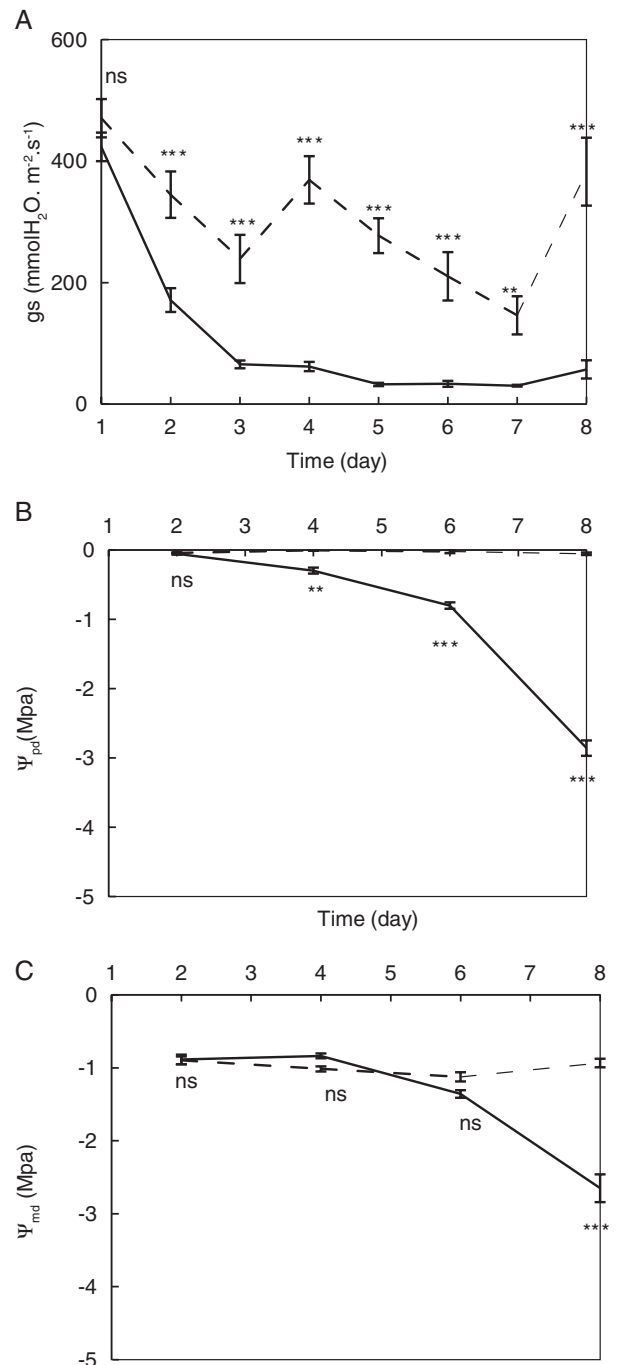 A
600
400
200
0
gs (mmolH₂O. m⁻².s⁻¹)
ns
***
***
***
***
***
**
***
1 2 3 4 5 6 7 8
Time (day)
B
1 2 3 4 5 6 7 8
0
-1
-2
-3
-4
-5
Ψpd(Mpa)
ns
**
***
***
Time (day)
C
1 2 3 4 5 6 7 8
0
-1
-2
-3
-4
-5
Ψmd (Mpa)
ns
ns
ns
***